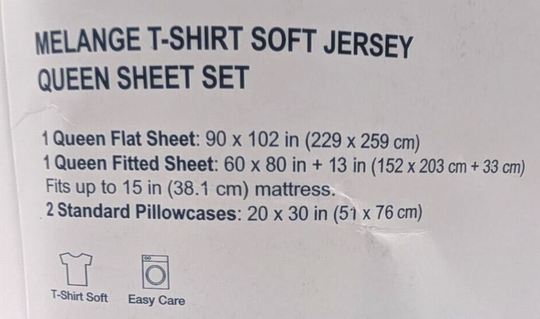 MELANGE T-SHIRT SOFT JERSEY
QUEEN SHEET SET
1 Queen Flat Sheet: 90 x 102 in (229 x 259 cm)
1 Queen Fitted Sheet: 60 x 80 in + 13 in (152 x 203 cm + 33 cm)
Fits up to 15 in (38.1 cm) mattress.
2 Standard Pillowcases: 20 x 30 in (51 x 76 cm)
T-Shirt Soft Easy Care